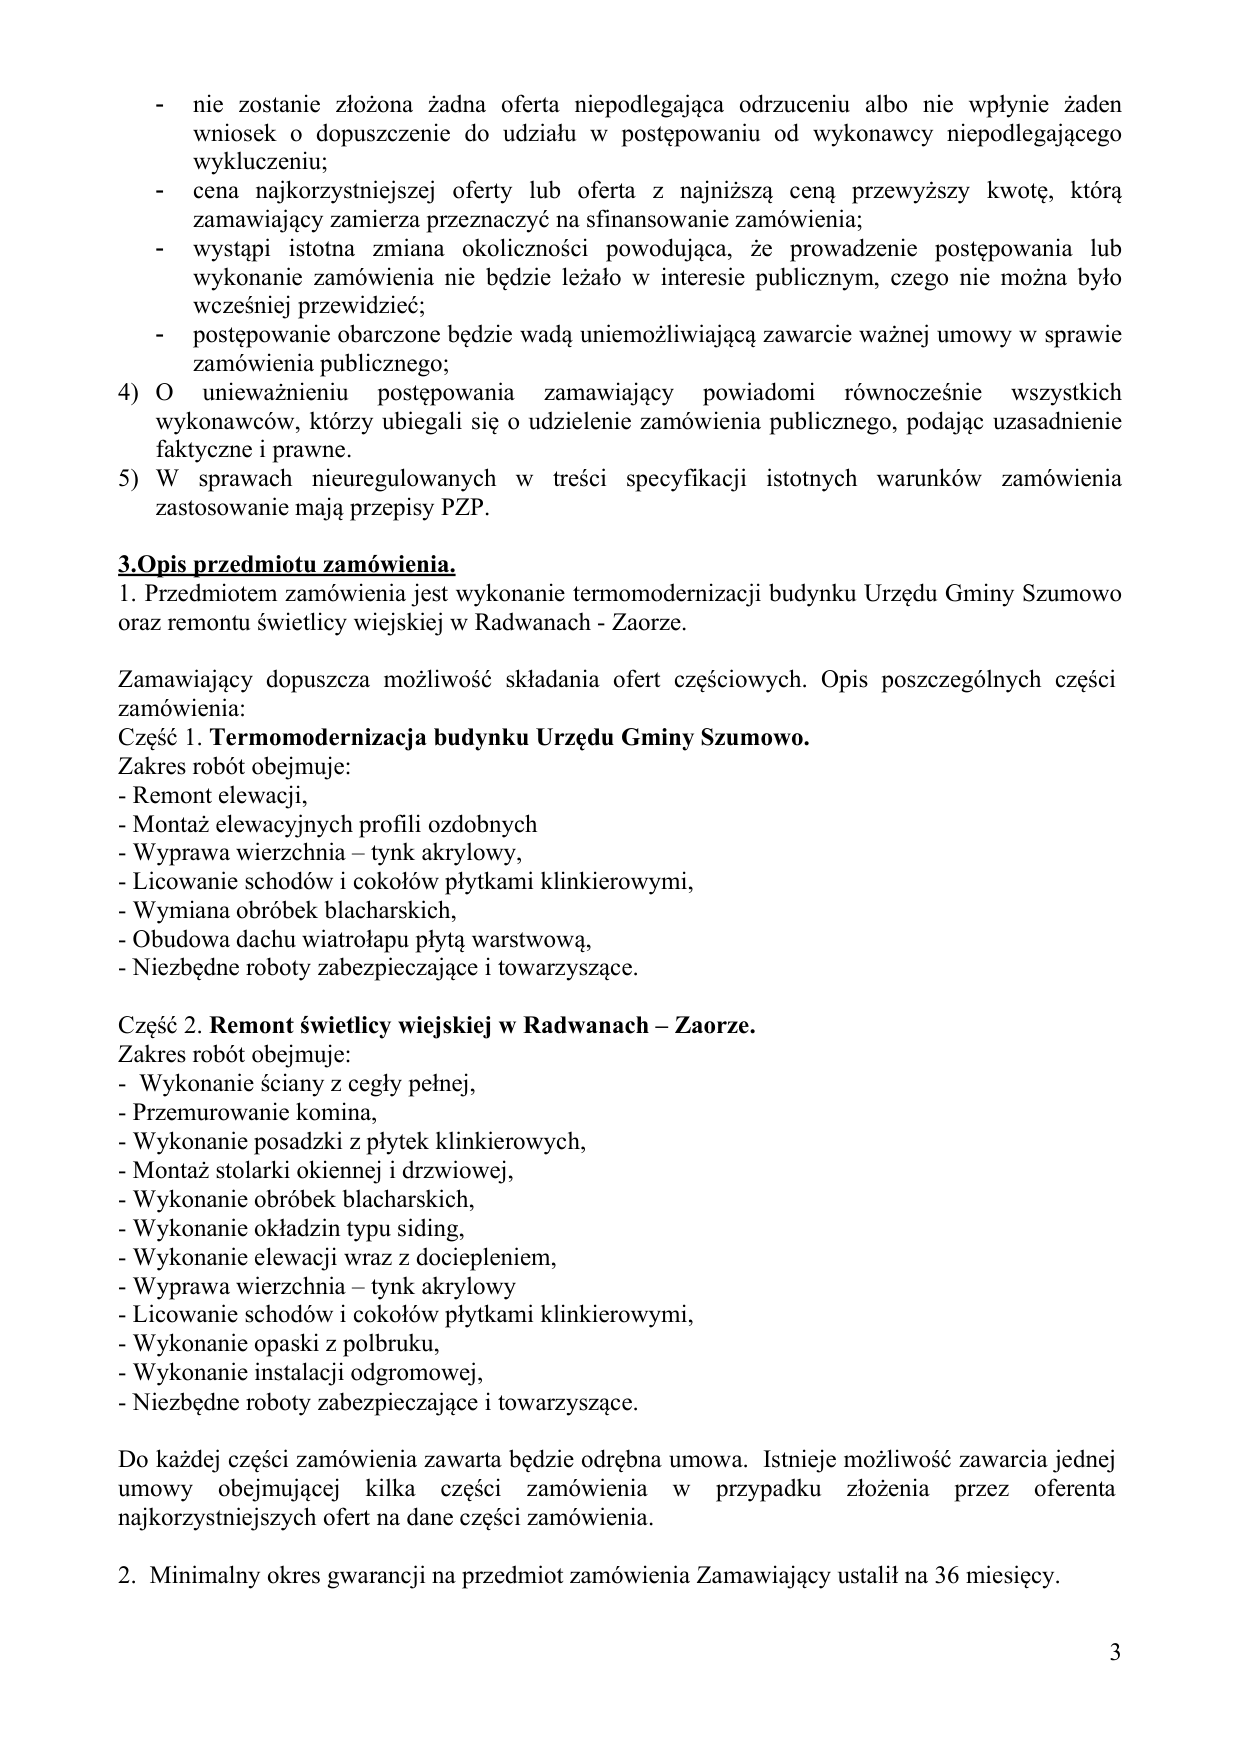 - nie zostanie złożona żadna oferta niepodlegająca odrzuceniu albo nie wpłynie żaden
wniosek o dopuszczenie do udziału w postępowaniu od wykonawcy niepodlegającego
wykluczeniu;
- cena najkorzystniejszej oferty lub oferta z najniższą ceną przewyższy kwotę, którą
zamawiający zamierza przeznaczyć na sfinansowanie zamówienia;
- wystąpi istotna zmiana okoliczności powodująca, że prowadzenie postępowania lub
wykonanie zamówienia nie będzie leżało w interesie publicznym, czego nie można było
wcześniej przewidzieć;
- postępowanie obarczone będzie wadą uniemożliwiającą zawarcie ważnej umowy w sprawie
zamówienia publicznego;
4) O unieważnieniu postępowania zamawiający powiadomi równocześnie wszystkich
wykonawców, którzy ubiegali się o udzielenie zamówienia publicznego, podając uzasadnienie
faktyczne i prawne.
5) W sprawach nieuregulowanych w treści specyfikacji istotnych warunków zamówienia
zastosowanie mają przepisy PZP.
3.Opis przedmiotu zamówienia.
1. Przedmiotem zamówienia jest wykonanie termomodernizacji budynku Urzędu Gminy Szumowo
oraz remontu świetlicy wiejskiej w Radwanach - Zaorze.
Zamawiający dopuszcza możliwość składania ofert częściowych. Opis poszczególnych części
zamówienia:
Część 1. Termomodernizacja budynku Urzędu Gminy Szumowo.
Zakres robót obejmuje:
- Remont elewacji,
- Montaż elewacyjnych profili ozdobnych
- Wyprawa wierzchnia – tynk akrylowy,
- Licowanie schodów i cokołów płytkami klinkierowymi,
- Wymiana obróbek blacharskich,
- Obudowa dachu wiatrołapu płytą warstwową,
- Niezbędne roboty zabezpieczające i towarzyszące.
Część 2. Remont świetlicy wiejskiej w Radwanach – Zaorze.
Zakres robót obejmuje:
- Wykonanie ściany z cegły pełnej,
- Przemurowanie komina,
- Wykonanie posadzki z płytek klinkierowych,
- Montaż stolarki okiennej i drzwiowej,
- Wykonanie obróbek blacharskich,
- Wykonanie okładzin typu siding,
- Wykonanie elewacji wraz z dociepleniem,
- Wyprawa wierzchnia – tynk akrylowy
- Licowanie schodów i cokołów płytkami klinkierowymi,
- Wykonanie opaski z polbruku,
- Wykonanie instalacji odgromowej,
- Niezbędne roboty zabezpieczające i towarzyszące.
Do każdej części zamówienia zawarta będzie odrębna umowa. Istnieje możliwość zawarcia jednej
umowy obejmującej kilka części zamówienia w przypadku złożenia przez oferenta
najkorzystniejszych ofert na dane części zamówienia.
2. Minimalny okres gwarancji na przedmiot zamówienia Zamawiający ustalił na 36 miesięcy.
3